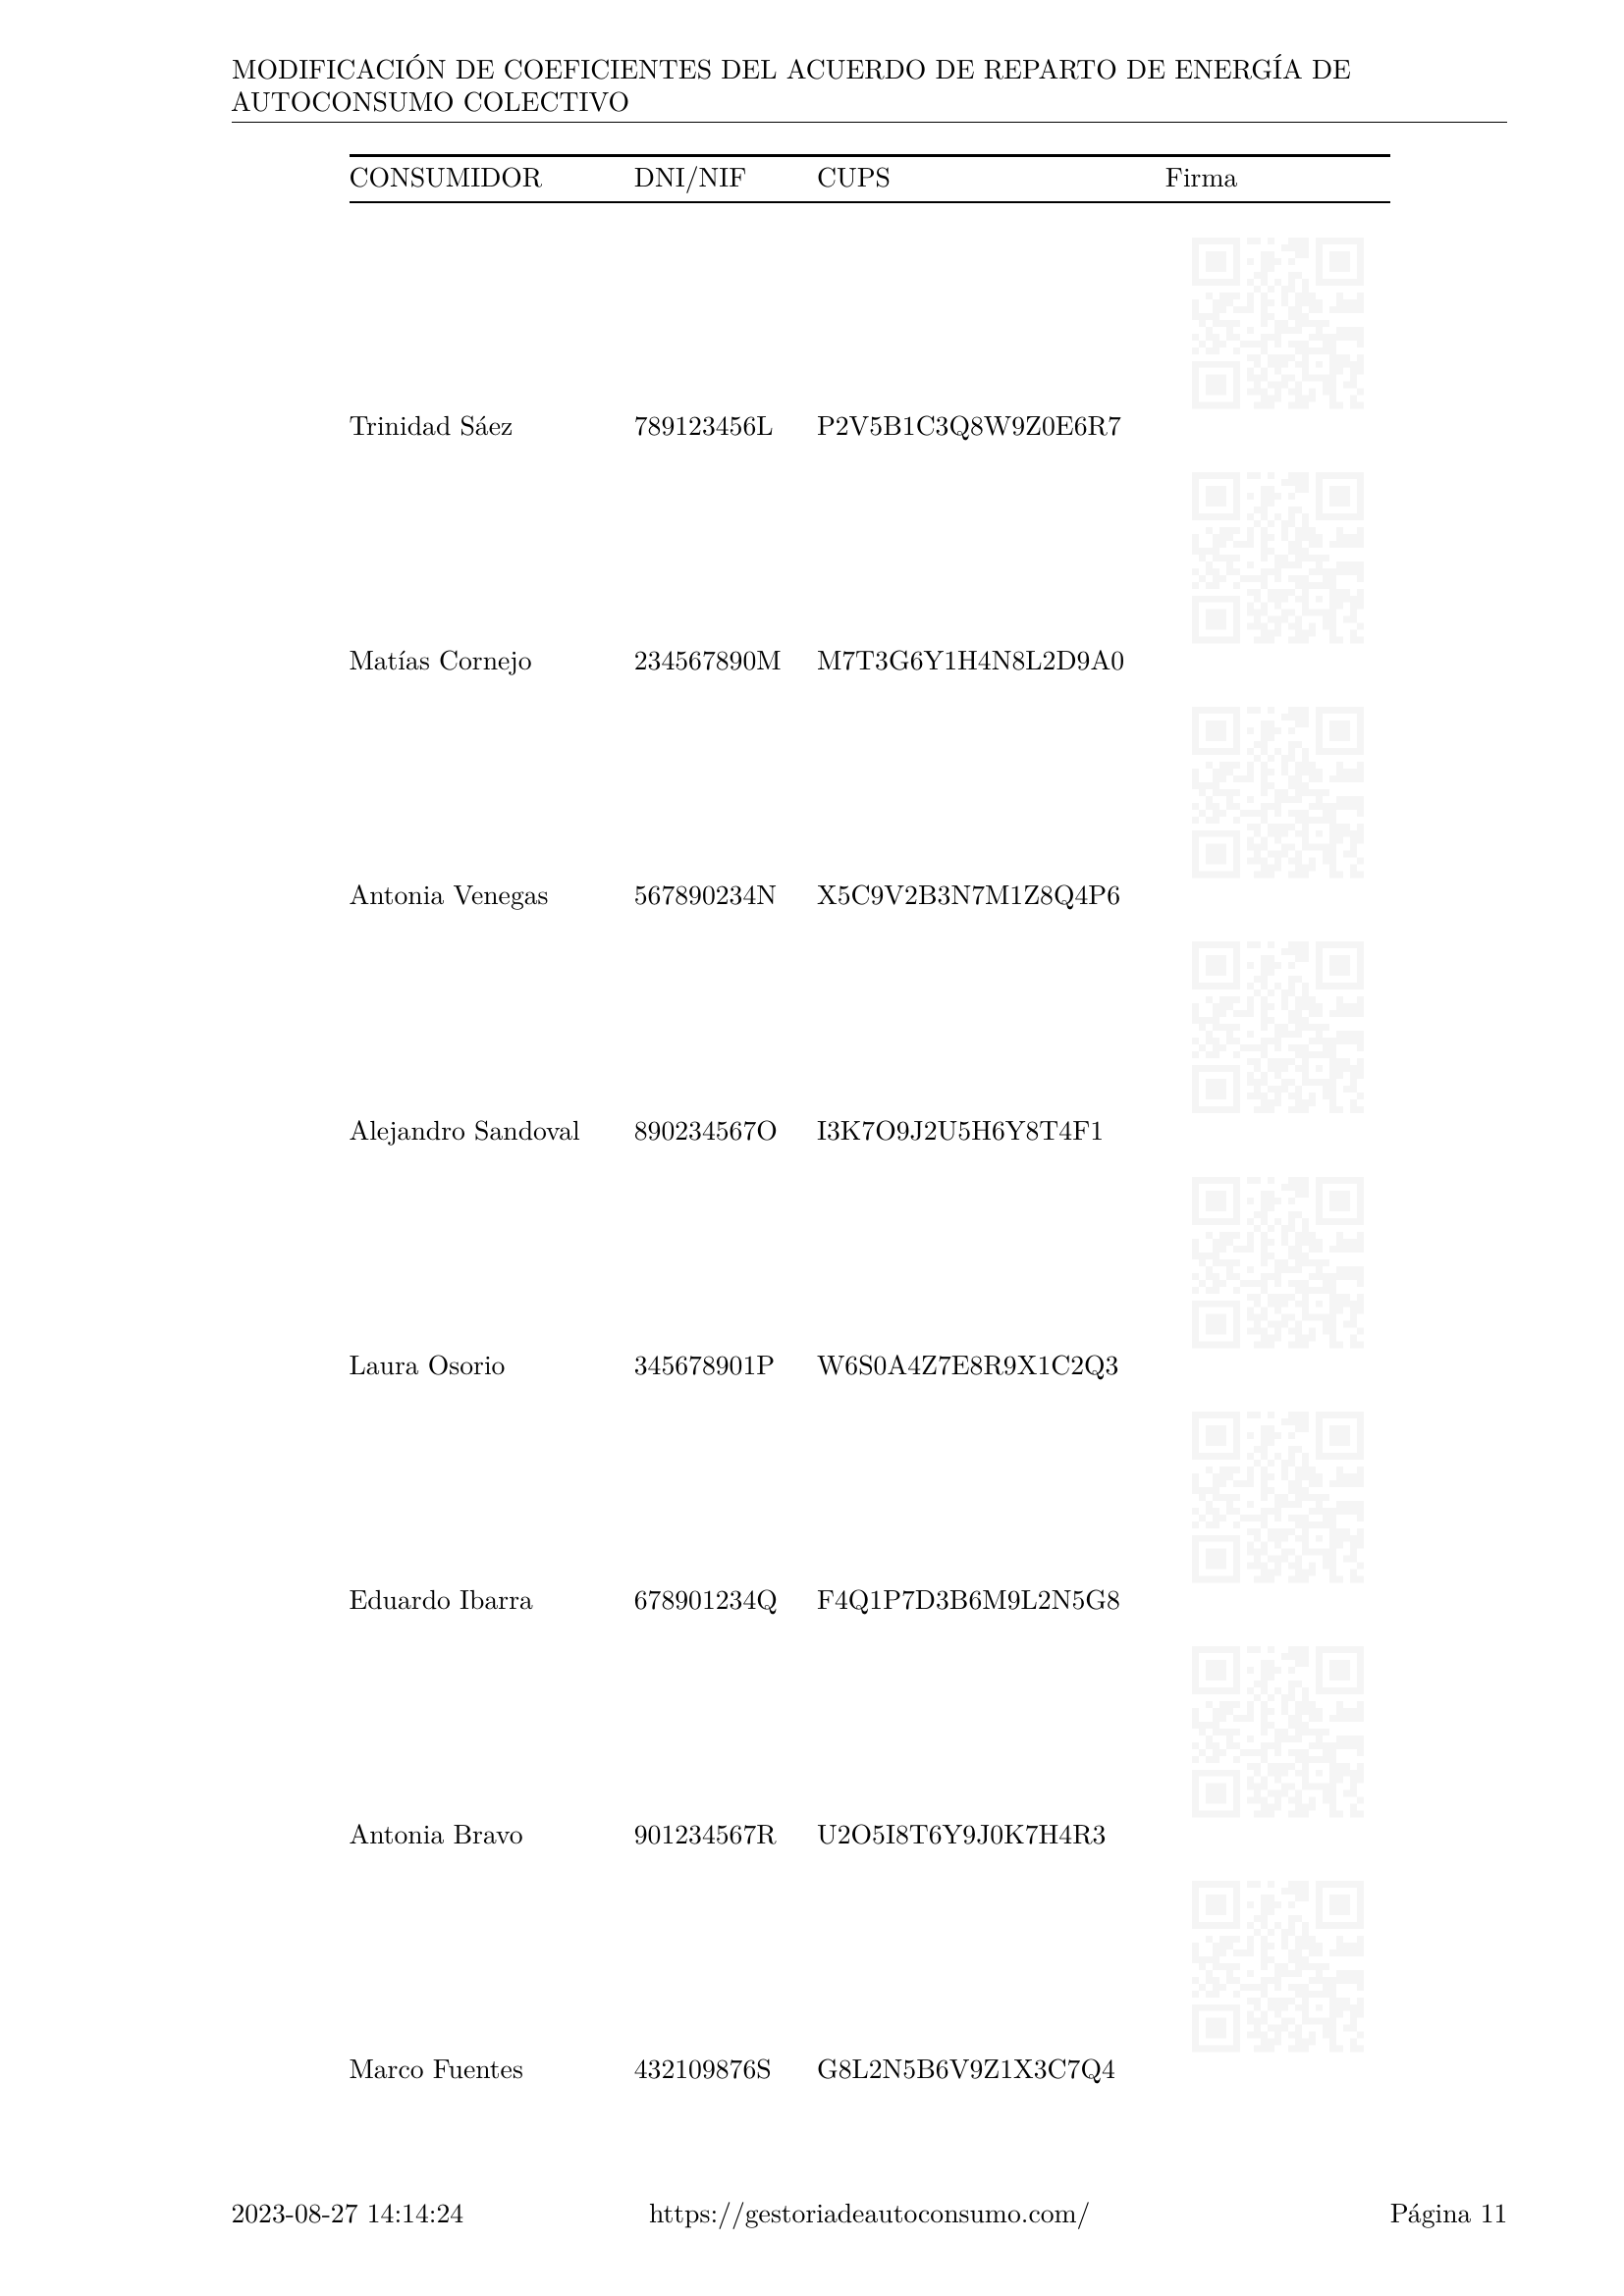 MODIFICACIÓN DE COEFICIENTES DEL ACUERDO DE REPARTO DE ENERGÍA DE
AUTOCONSUMO COLECTIVO
CONSUMIDOR DNI/NIF CUPS Firma
Trinidad Sáez 789123456L P2V5B1C3Q8W9Z0E6R7
Matías Cornejo 234567890M M7T3G6Y1H4N8L2D9A0
Antonia Venegas 567890234N X5C9V2B3N7M1Z8Q4P6
Alejandro Sandoval 890234567O I3K7O9J2U5H6Y8T4F1
Laura Osorio 345678901P W6S0A4Z7E8R9X1C2Q3
Eduardo Ibarra 678901234Q F4Q1P7D3B6M9L2N5G8
Antonia Bravo 901234567R U2O5I8T6Y9J0K7H4R3
Marco Fuentes 432109876S G8L2N5B6V9Z1X3C7Q4
2023-08-27 14:14:24 https://gestoriadeautoconsumo.com/ Página 11